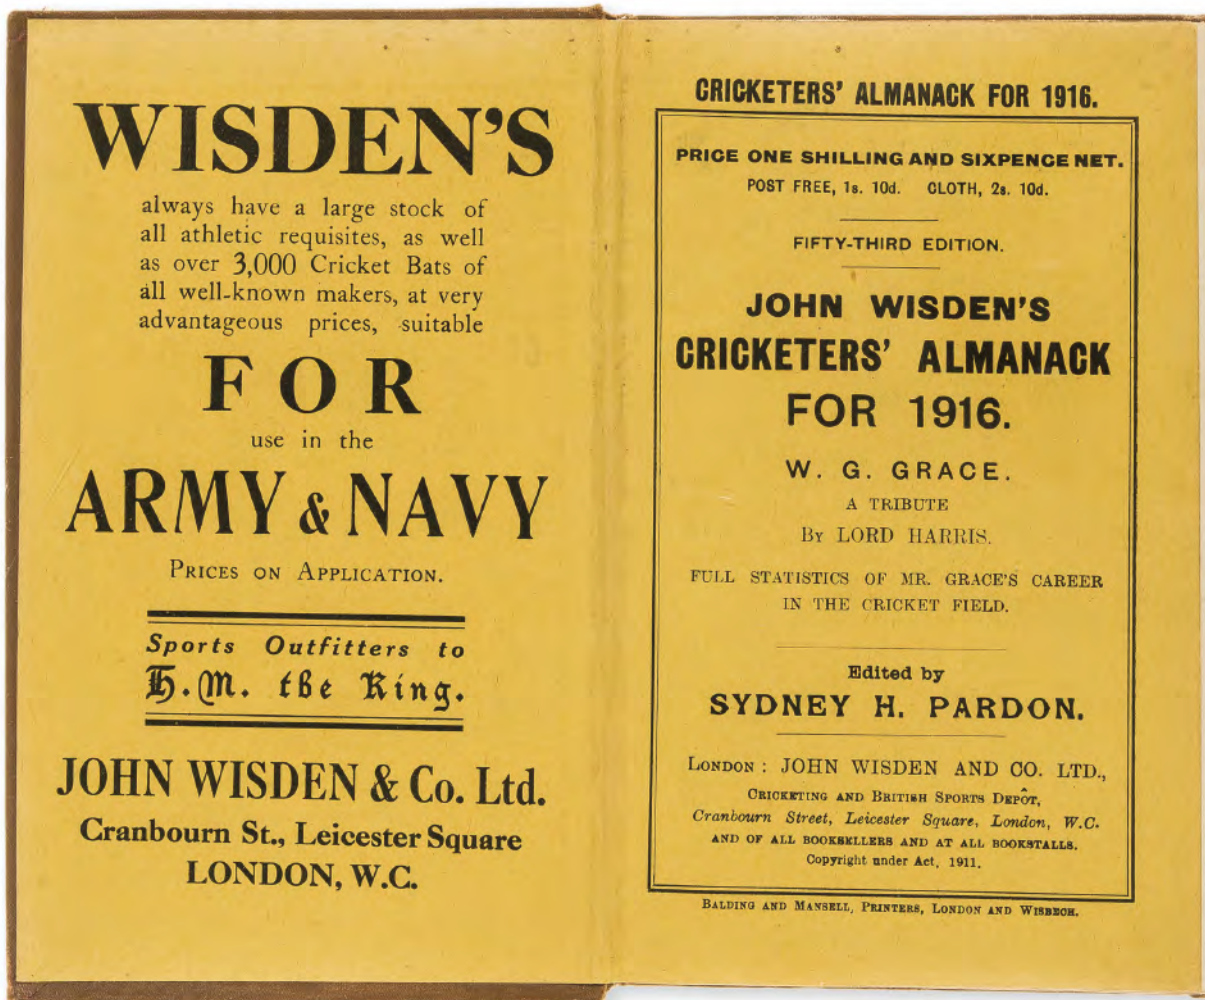 WISDEN'S
always have a large stock of
all athletic requisites, as well
as over 3,000 Cricket Bats of
all well-known makers, at very
advantageous prices, suitable
FOR
use in the
ARMY & NAVY
PRICES ON APPLICATION.
Sports Outfitters to
H.M. the King.
JOHN WISDEN & Co. Ltd.
Cranbourn St., Leicester Square
LONDON, W.C.
CRICKETERS' ALMANACK FOR 1916.
PRICE ONE SHILLING AND SIXPENCE NET.
POST FREE, 1s. 10d. CLOTH, 2s. 10d.
FIFTY-THIRD EDITION.
JOHN WISDEN'S
CRICKETERS' ALMANACK
FOR 1916.
W. G. GRACE.
A TRIBUTE
By LORD HARRIS.
FULL STATISTICS OF MR. GRACE'S CAREER
IN THE CRICKET FIELD.
Edited by
SYDNEY H. PARDON.
LONDON: JOHN WISDEN AND CO. LTD.,
CRICKETING AND BRITISH SPORTS DEPÔT,
Cranbourn Street, Leicester Square, London, W.C.
AND OF ALL BOOKSELLERS AND AT ALL BOOKSTALLS.
Copyright under Act, 1911.
BALDING AND MANSELL, PRINTERS, LONDON AND WISBECH.